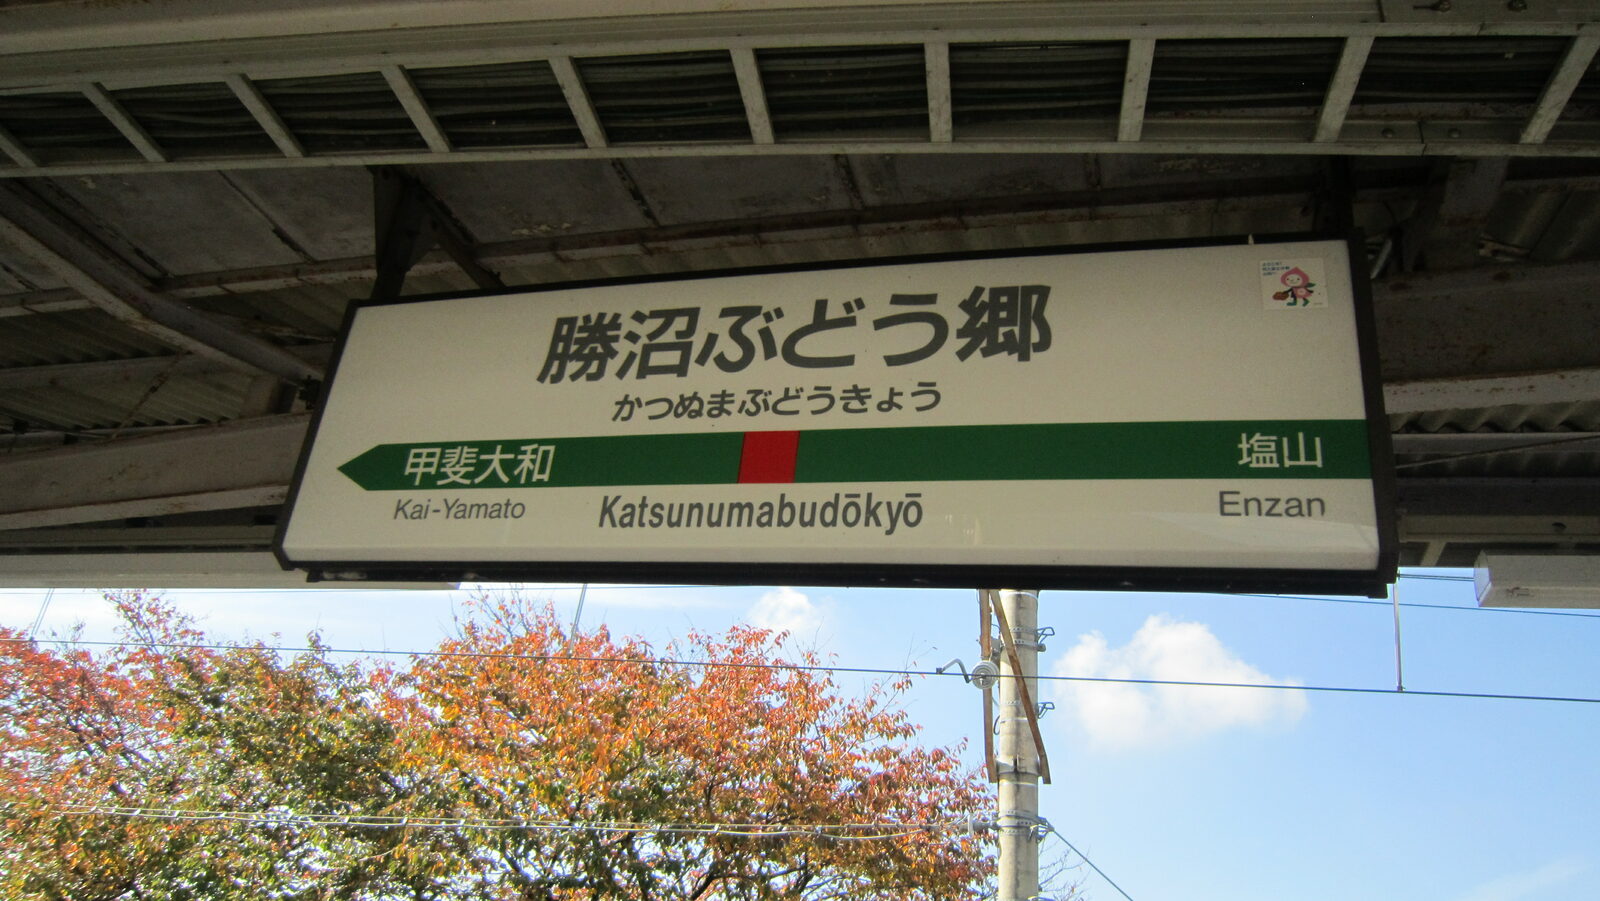 勝沼ぶどう郷
かつぬまぶどうきょう
甲斐大和 塩山
Kai-Yamato Katsunumabudōkyō Enzan